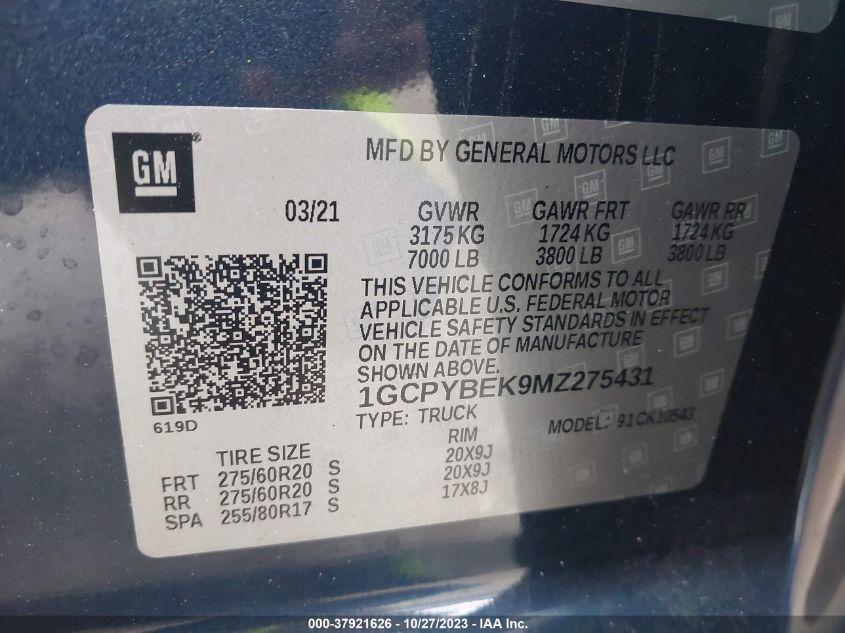 GM®
MFD BY GENERAL MOTORS LLC
03/21
GVWR GAWR FRT GAWR RR
3175 KG 1724 KG 1724 KG
7000 LB 3800 LB 3800 LB
THIS VEHICLE CONFORMS TO ALL
APPLICABLE U.S. FEDERAL MOTOR
VEHICLE SAFETY STANDARDS IN EFFECT
ON THE DATE OF MANUFACTURE
SHOWN ABOVE.
1GCPYBEK9MZ275431
TYPE: TRUCK MODEL: 91CK10543
619D
TIRE SIZE RIM
FRT 275/60R20 S 20X9J
RR 275/60R20 S 20X9J
SPA 255/80R17 S 17X8J
000-37921626 - 10/27/2023 - IAA Inc.